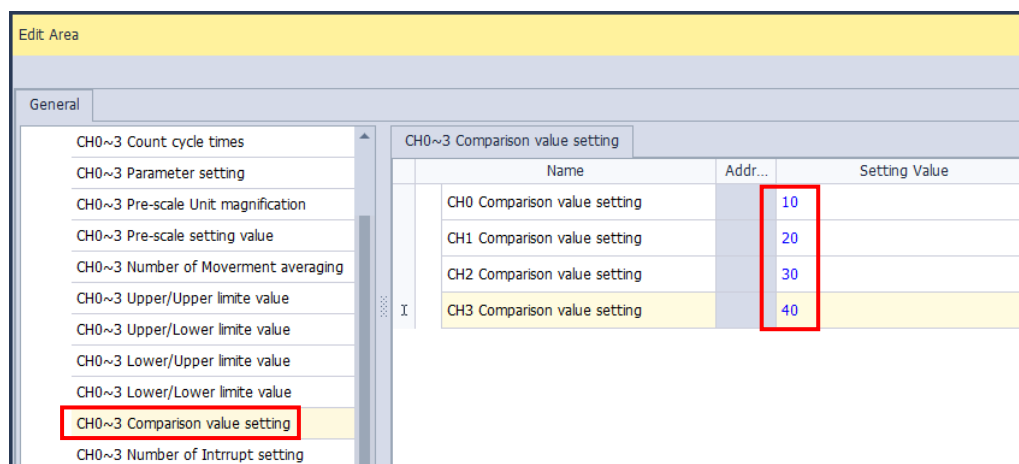 Edit Area
General
CH0~3 Count cycle times
CH0~3 Parameter setting
CH0~3 Pre-scale Unit magnification
CH0~3 Pre-scale setting value
CH0~3 Number of Moverment averaging
CH0~3 Upper/Upper limite value
CH0~3 Upper/Lower limite value
CH0~3 Lower/Upper limite value
CH0~3 Lower/Lower limite value
CH0~3 Comparison value setting
CH0~3 Number of Intrrupt setting
CH0~3 Comparison value setting
Name Addr... Setting Value
CH0 Comparison value setting 10
CH1 Comparison value setting 20
CH2 Comparison value setting 30
CH3 Comparison value setting 40